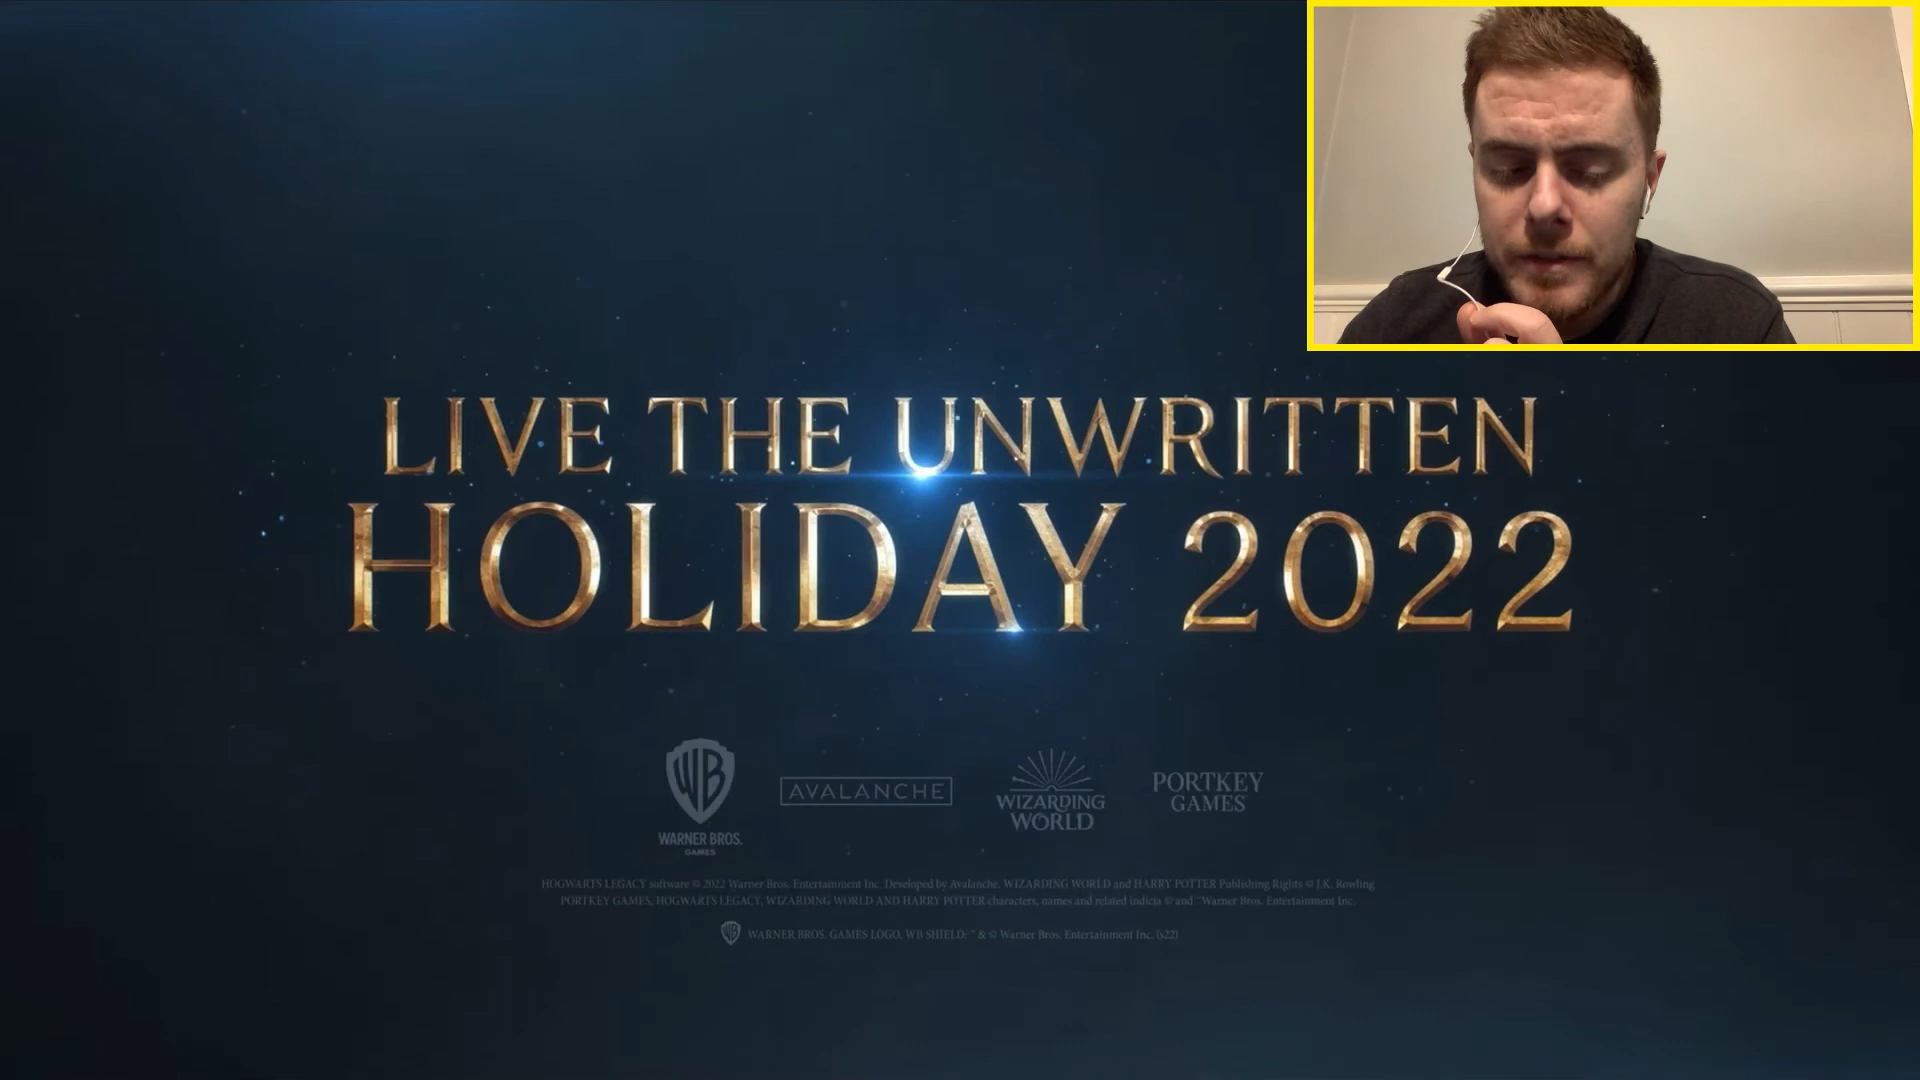 LIVE THE UNWRITTEN
HOLIDAY 2022
WB
WARNER BROS.
GAMES
AVALANCHE
WIZARDING
WORLD
PORTKEY
GAMES
HOGWARTS LEGACY software © 2022 Warner Bros. Entertainment Inc. Developed by Avalanche. WIZARDING WORLD and HARRY POTTER Publishing Rights © J.K. Rowling.
PORTKEY GAMES, HOGWARTS LEGACY, WIZARDING WORLD AND HARRY POTTER characters, names and related indicia © and ™ Warner Bros. Entertainment Inc.
WB WARNER BROS. GAMES LOGO, WB SHIELD: ™ & © Warner Bros. Entertainment Inc. (s22)